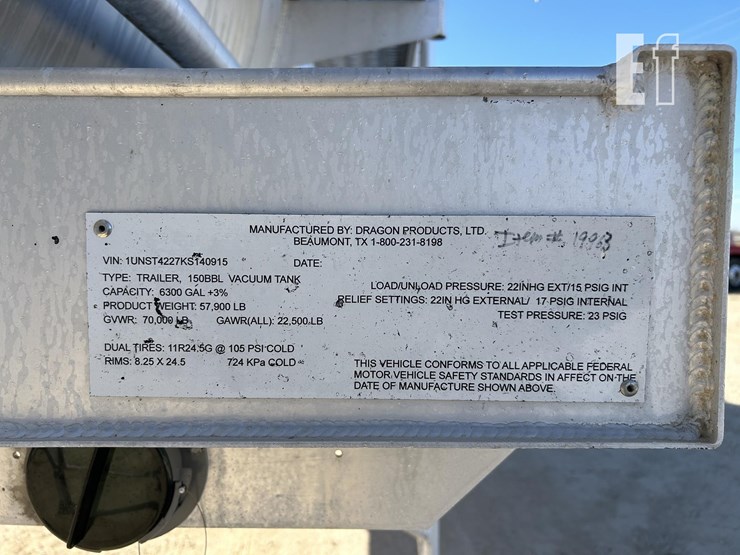 Ef
MANUFACTURED BY: DRAGON PRODUCTS, LTD.
BEAUMONT, TX 1-800-231-8198
Item #: 1903
VIN: 1UNST4227KS140915 DATE:
TYPE: TRAILER, 150BBL VACUUM TANK
CAPACITY: 6300 GAL +3%
PRODUCT WEIGHT: 57,900 LB
GVWR: 70,000 LB GAWR(ALL): 22,500 LB
LOAD/UNLOAD PRESSURE: 22INHG EXT/15 PSIG INT
RELIEF SETTINGS: 22IN HG EXTERNAL/ 17 PSIG INTERNAL
TEST PRESSURE: 23 PSIG
DUAL TIRES: 11R24.5G @ 105 PSI COLD
RIMS: 8.25 X 24.5 724 KPa COLD
THIS VEHICLE CONFORMS TO ALL APPLICABLE FEDERAL
MOTOR VEHICLE SAFETY STANDARDS IN AFFECT ON THE
DATE OF MANUFACTURE SHOWN ABOVE.